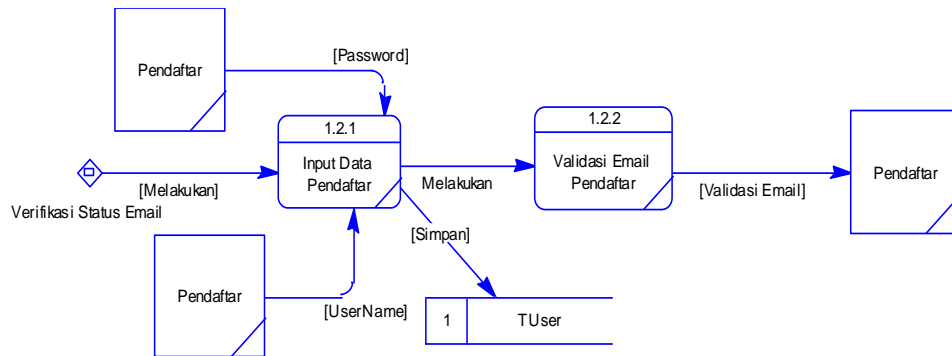 [Password]
Pendaftar
1.2.1
Input Data
Pendaftar
1.2.2
Validasi Email
Pendaftar
Pendaftar
[Melakukan]
Melakukan
[Validasi Email]
Verifikasi Status Email
[Simpan]
Pendaftar
[UserName]
1
TUser